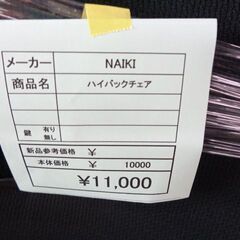 メーカー NAIKI
商品名 ハイバックチェア
鍵 有り
無し
新品参考価格 ￥
本体価格 ￥ 10000
￥11,000